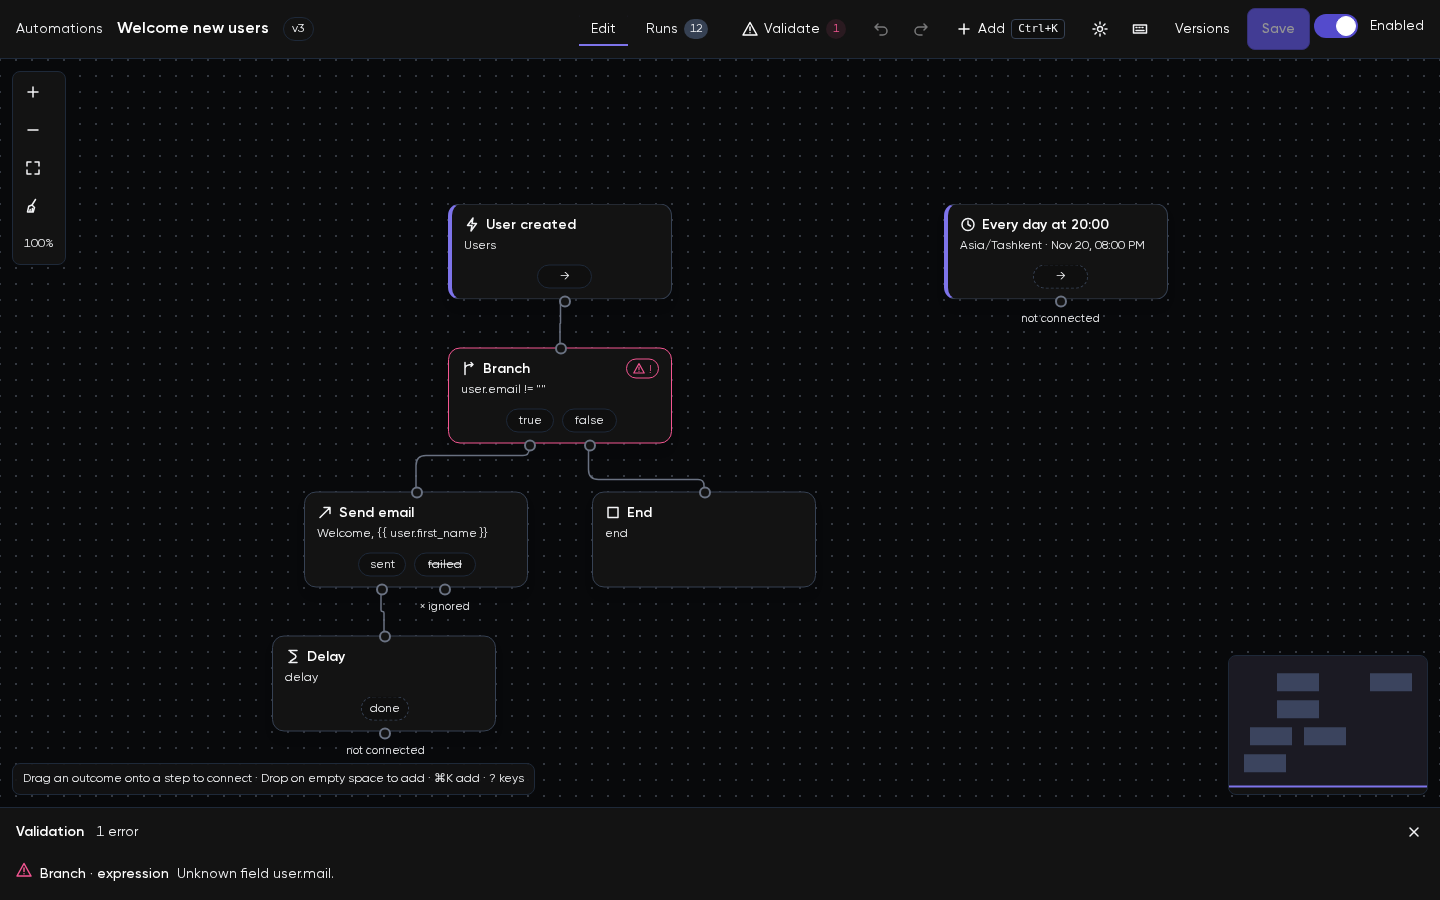 Automations Welcome new users v3 Edit Runs 12 Validate 1 Add Ctrl+K Versions Save Enabled
100%
User created
Users
→
Every day at 20:00
Asia/Tashkent · Nov 20, 08:00 PM
→
not connected
Branch !
user.email != ""
true false
Send email
Welcome, {{ user.first_name }}
sent failed
× ignored
End
end
Delay
delay
done
not connected
Drag an outcome onto a step to connect · Drop on empty space to add · ⌘K add · ? keys
Validation 1 error
Branch · expression Unknown field user.mail.